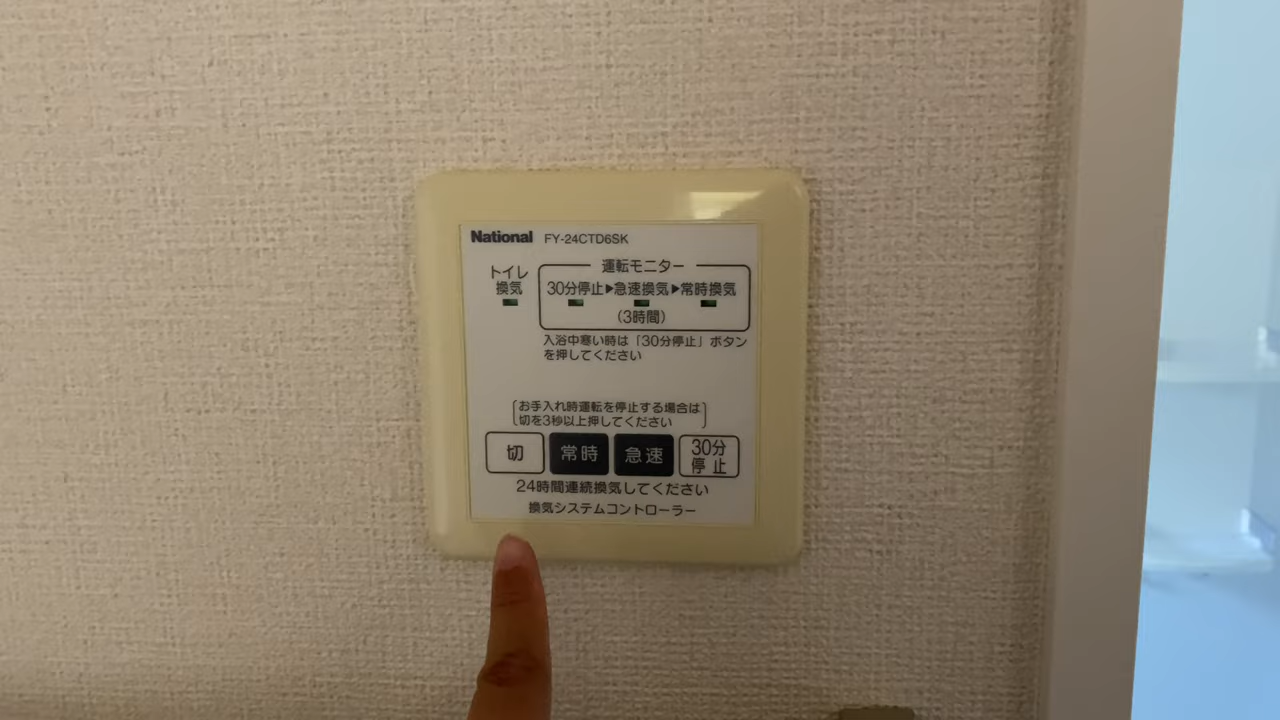 National FY-24CTD6SK
トイレ
換気
運転モニター
30分停止▶急速換気▶常時換気
(3時間)
入浴中寒い時は「30分停止」ボタン
を押してください
お手入れ時運転を停止する場合は
切を3秒以上押してください
切 常時 急速 30分停止
24時間連続換気してください
換気システムコントローラー